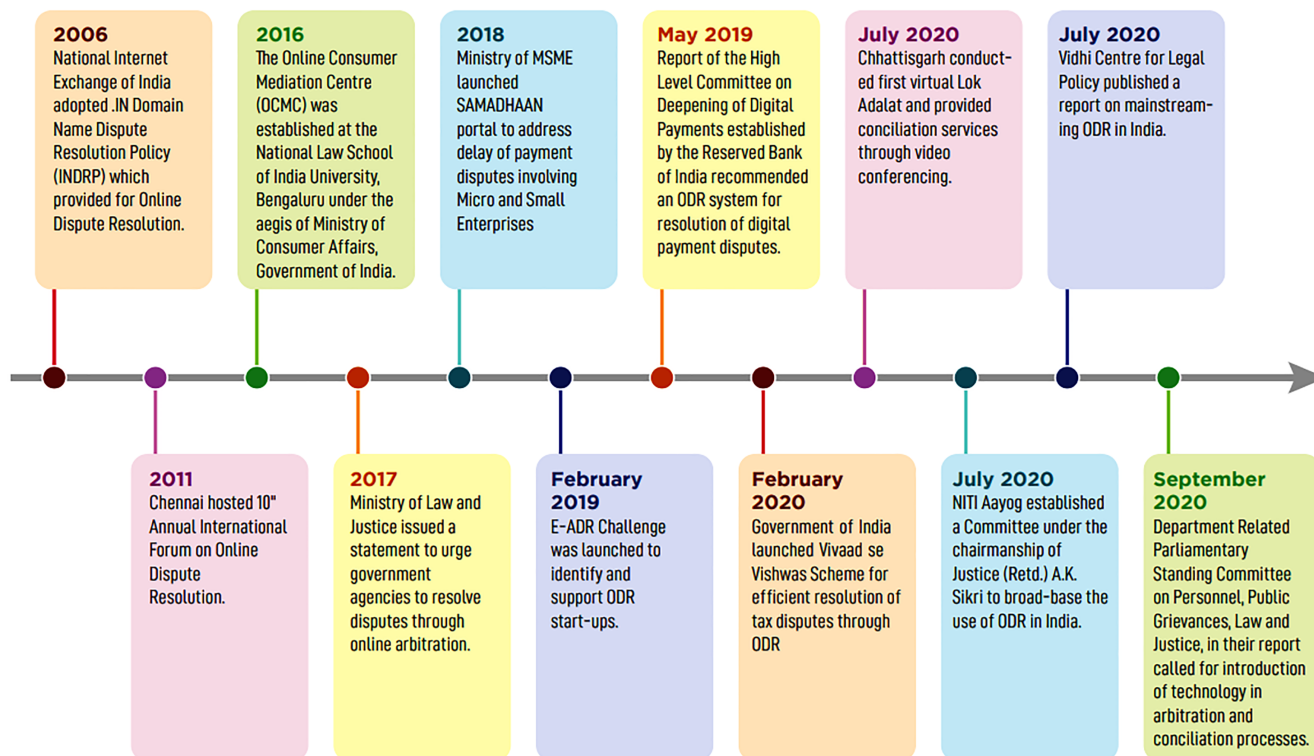 2006
National Internet
Exchange of India
adopted .IN Domain
Name Dispute
Resolution Policy
(INDRP) which
provided for Online
Dispute Resolution.
2016
The Online Consumer
Mediation Centre
(OCMC) was
established at the
National Law School
of India University,
Bengaluru under the
aegis of Ministry of
Consumer Affairs,
Government of India.
2018
Ministry of MSME
launched
SAMADHAAN
portal to address
delay of payment
disputes involving
Micro and Small
Enterprises
May 2019
Report of the High
Level Committee on
Deepening of Digital
Payments established
by the Reserved Bank
of India recommended
an ODR system for
resolution of digital
payment disputes.
July 2020
Chhattisgarh conduct-
ed first virtual Lok
Adalat and provided
conciliation services
through video
conferencing.
July 2020
Vidhi Centre for Legal
Policy published a
report on mainstream-
ing ODR in India.
2011
Chennai hosted 10"
Annual International
Forum on Online
Dispute
Resolution.
2017
Ministry of Law and
Justice issued a
statement to urge
government
agencies to resolve
disputes through
online arbitration.
February
2019
E-ADR Challenge
was launched to
identify and
support ODR
start-ups.
February
2020
Government of India
launched Vivaad se
Vishwas Scheme for
efficient resolution of
tax disputes through
ODR
July 2020
NITI Aayog established
a Committee under the
chairmanship of
Justice (Retd.) A.K.
Sikri to broad-base the
use of ODR in India.
September
2020
Department Related
Parliamentary
Standing Committee
on Personnel, Public
Grievances, Law and
Justice, in their report
called for introduction
of technology in
arbitration and
conciliation processes.